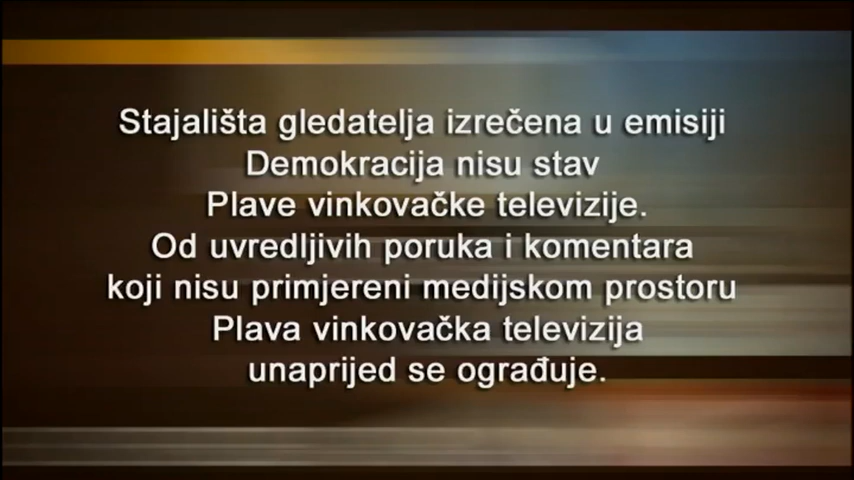 Stajališta gledatelja izrečena u emisiji
Demokracija nisu stav
Plave vinkovačke televizije.
Od uvredljivih poruka i komentara
koji nisu primjereni medijskom prostoru
Plava vinkovačka televizija
unaprijed se ograđuje.